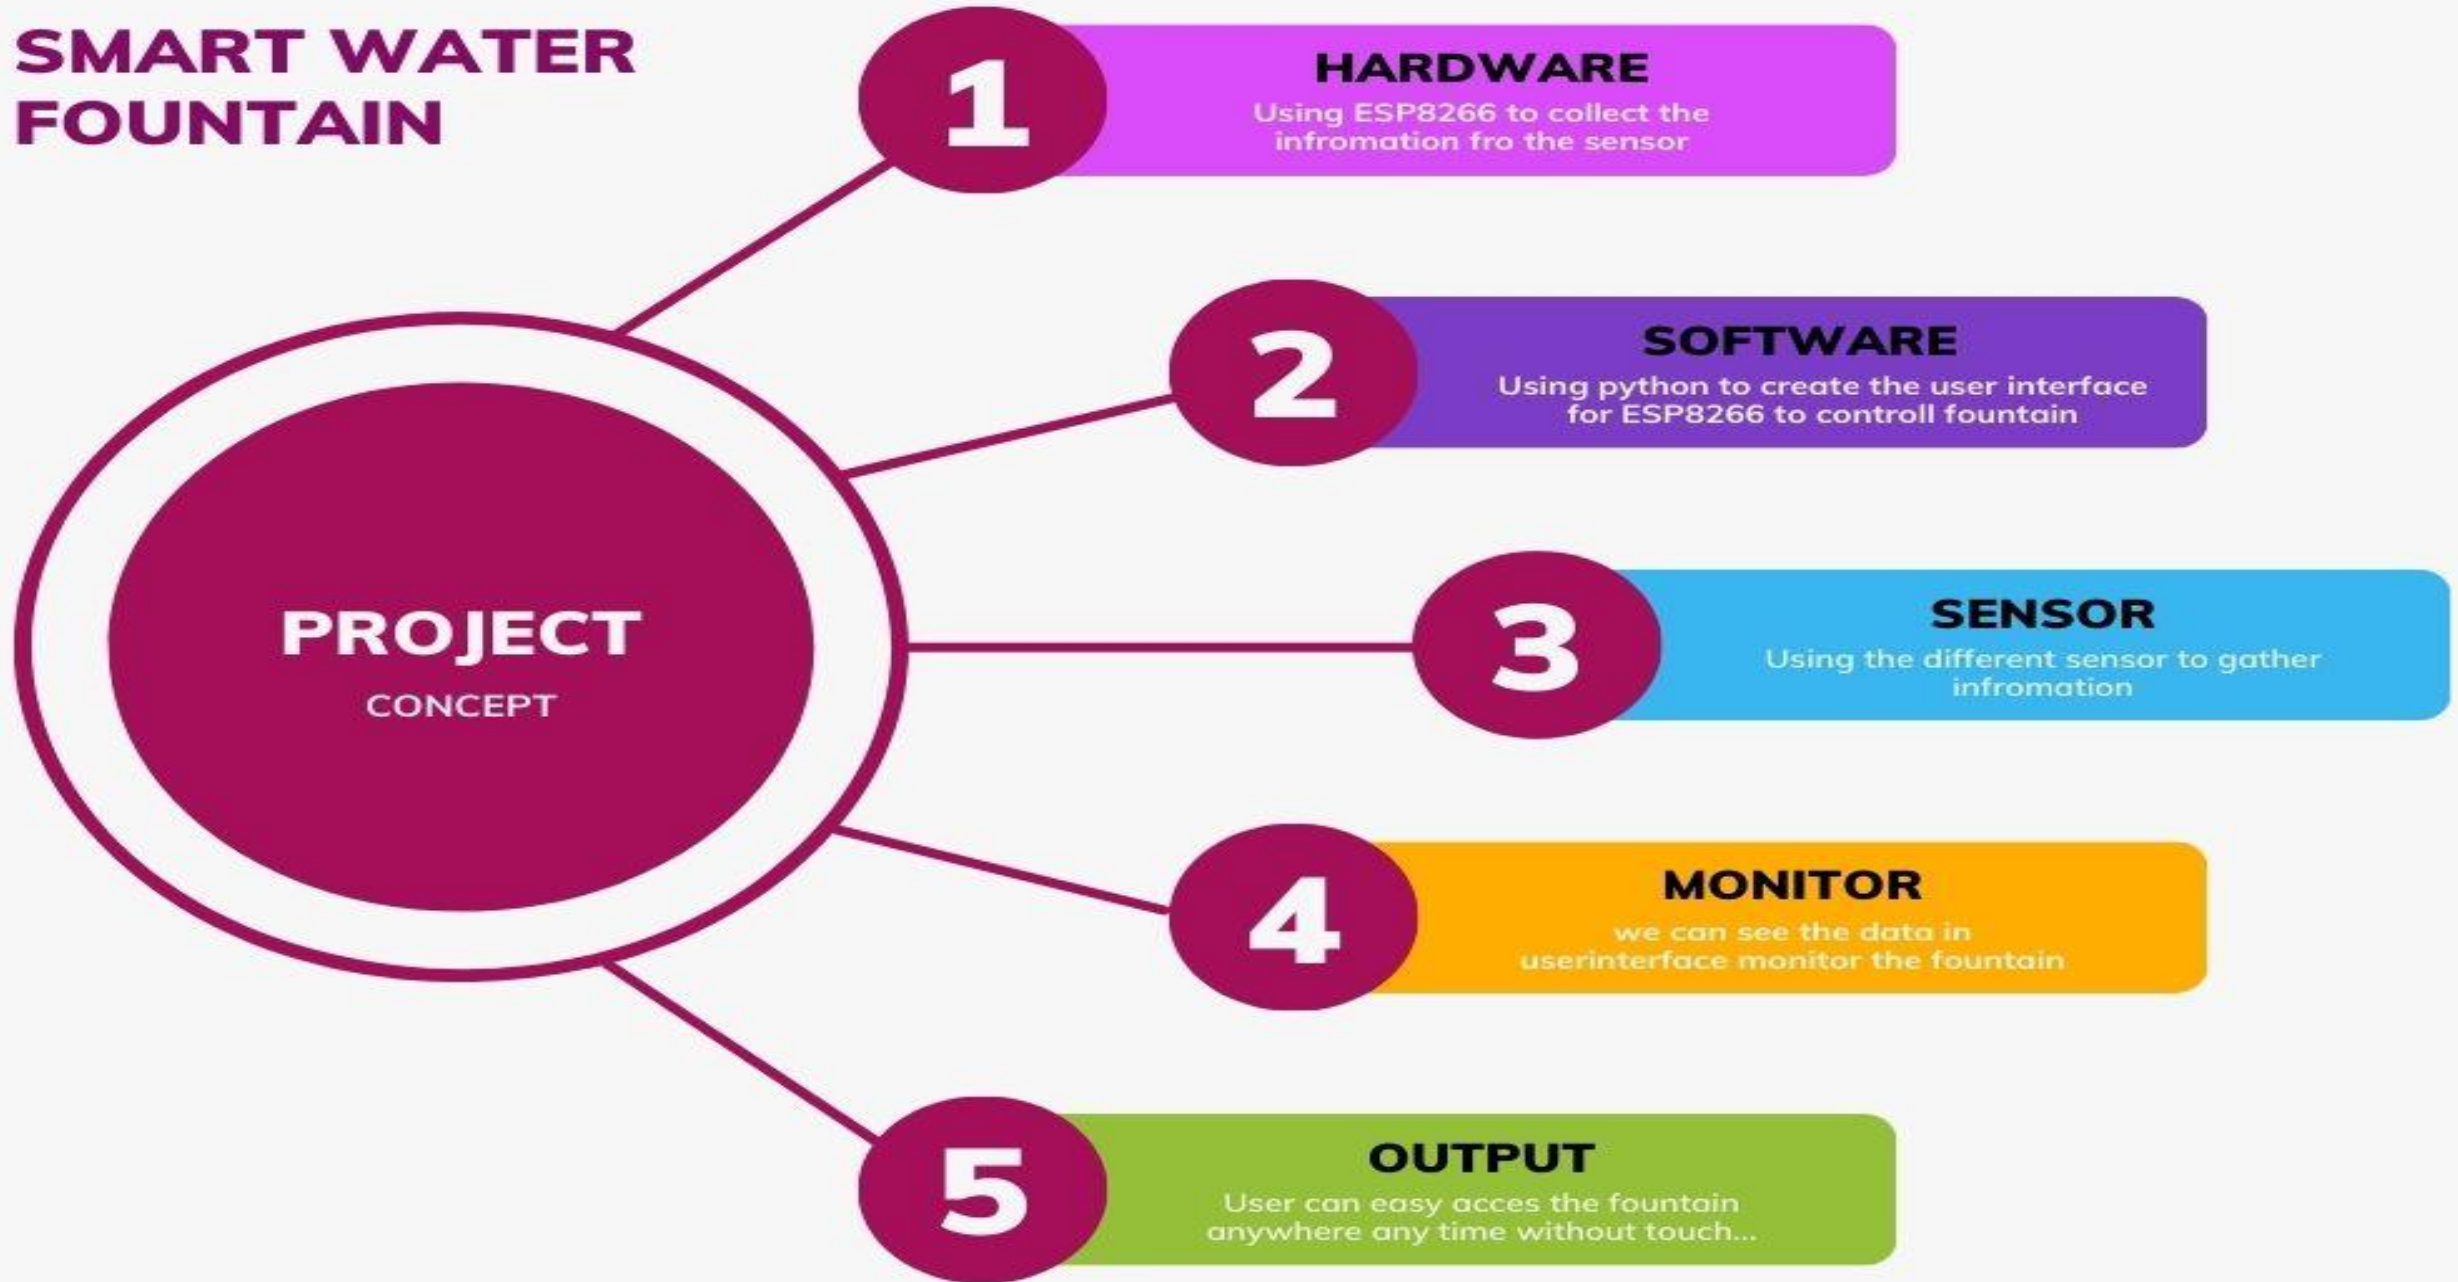 SMART WATER
FOUNTAIN
1
HARDWARE
Using ESP8266 to collect the
infromation fro the sensor
2
SOFTWARE
Using python to create the user interface
for ESP8266 to controll fountain
PROJECT
CONCEPT
3
SENSOR
Using the different sensor to gather
infromation
4
MONITOR
we can see the data in
userinterface monitor the fountain
5
OUTPUT
User can easy acces the fountain
anywhere any time without touch...